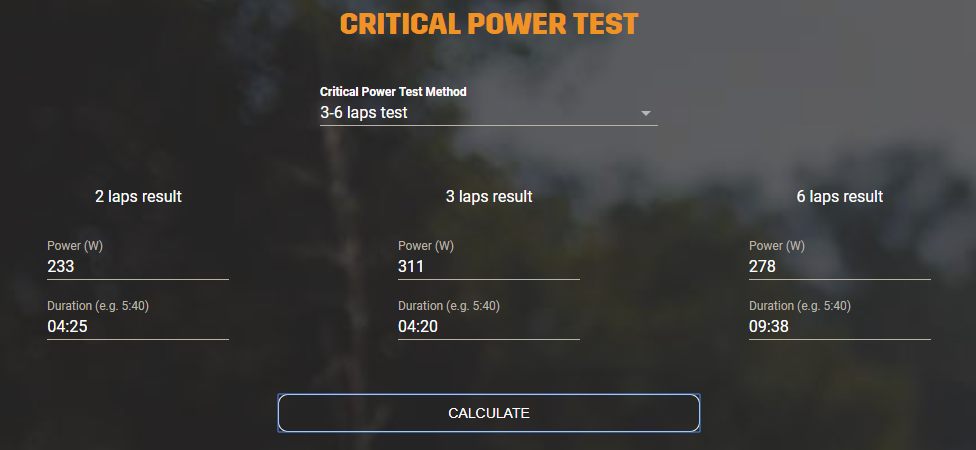 CRITICAL POWER TEST
Critical Power Test Method
3-6 laps test
2 laps result
3 laps result
6 laps result
Power (W)
Power (W)
Power (W)
233
311
278
Duration (e.g. 5:40)
Duration (e.g. 5:40)
Duration (e.g. 5:40)
04:25
04:20
09:38
CALCULATE